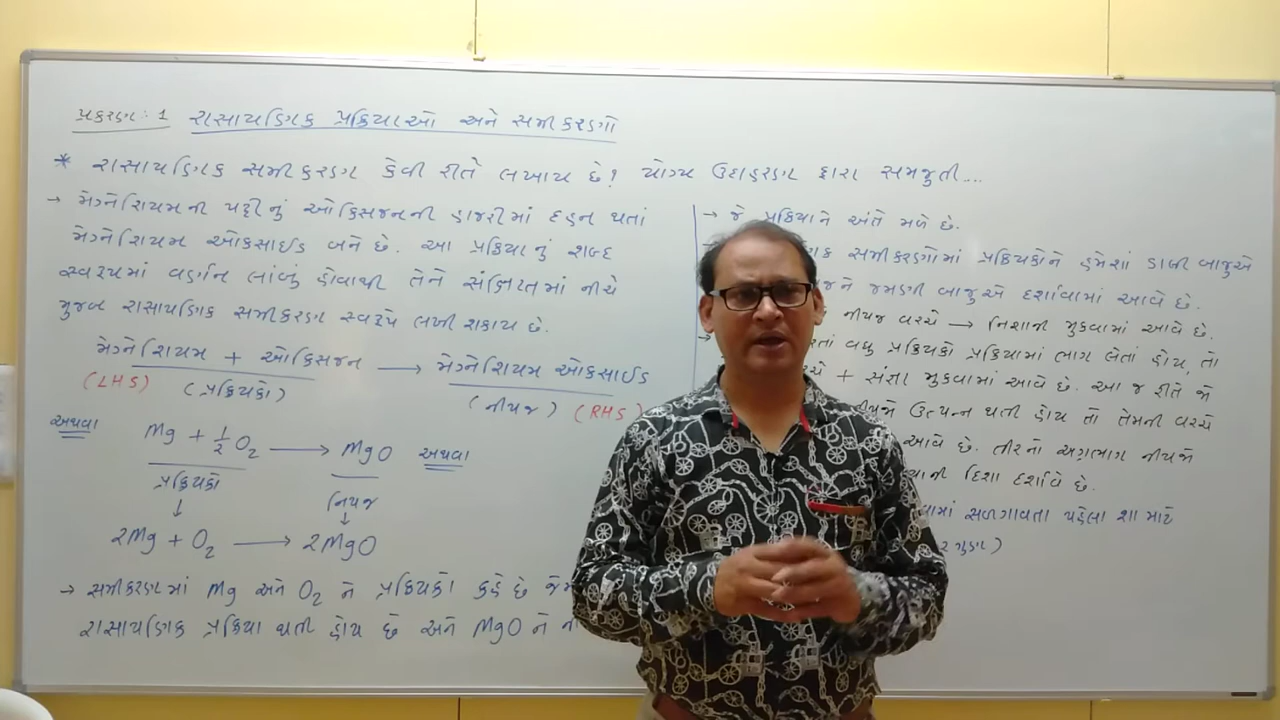 પ્રકરણ : 1 રાસાયણિક પ્રક્રિયાઓ અને સમીકરણો
* રાસાયણિક સમીકરણ કેવી રીતે લખાય છે? યોગ્ય ઉદાહરણ દ્વારા સમજુતી...
→ મેગ્નેશિયમની પટ્ટીનું ઓક્સિજનની હાજરીમાં દહન થતાં
મેગ્નેશિયમ ઓક્સાઈડ બને છે. આ પ્રક્રિયાનું શબ્દ
સ્વરૂપમાં વર્ણન લાંબું હોવાથી તેને સંક્ષિપ્તમાં નીચે
મુજબ રાસાયણિક સમીકરણ સ્વરૂપે લખી શકાય છે.
મેગ્નેશિયમ + ઓક્સિજન → મેગ્નેશિયમ ઓક્સાઈડ
(LHS) (પ્રક્રિયકો) (નીપજ) (RHS)
અથવા Mg + ½ O₂ → MgO અથવા
પ્રક્રિયકો નિપજ
↓ ↓
2Mg + O₂ → 2MgO
→ સમીકરણમાં Mg અને O₂ ને પ્રક્રિયકો કહે છે
રાસાયણિક પ્રક્રિયા થતી હોય છે અને MgO ને
→ જે પ્રક્રિયાને અંતે મળે છે.
સમીકરણોમાં પ્રક્રિયકોને હમેશાં ડાબી બાજુએ
જમણી બાજુએ દર્શાવામાં આવે છે.
નીપજ વચ્ચે → નિશાની મુકવામાં આવે છે.
→ વધુ પ્રક્રિયકો પ્રક્રિયામાં ભાગ લેતાં હોય, તો
+ સંજ્ઞા મુકવામાં આવે છે. આ જ રીતે જો
ઉત્પન્ન થતી હોય તો તેમની વચ્ચે
આવે છે. તીરનો અગ્રભાગ નીપજો
દિશા દર્શાવે છે.
સળગાવતા પહેલા શા માટે
ગુણ)